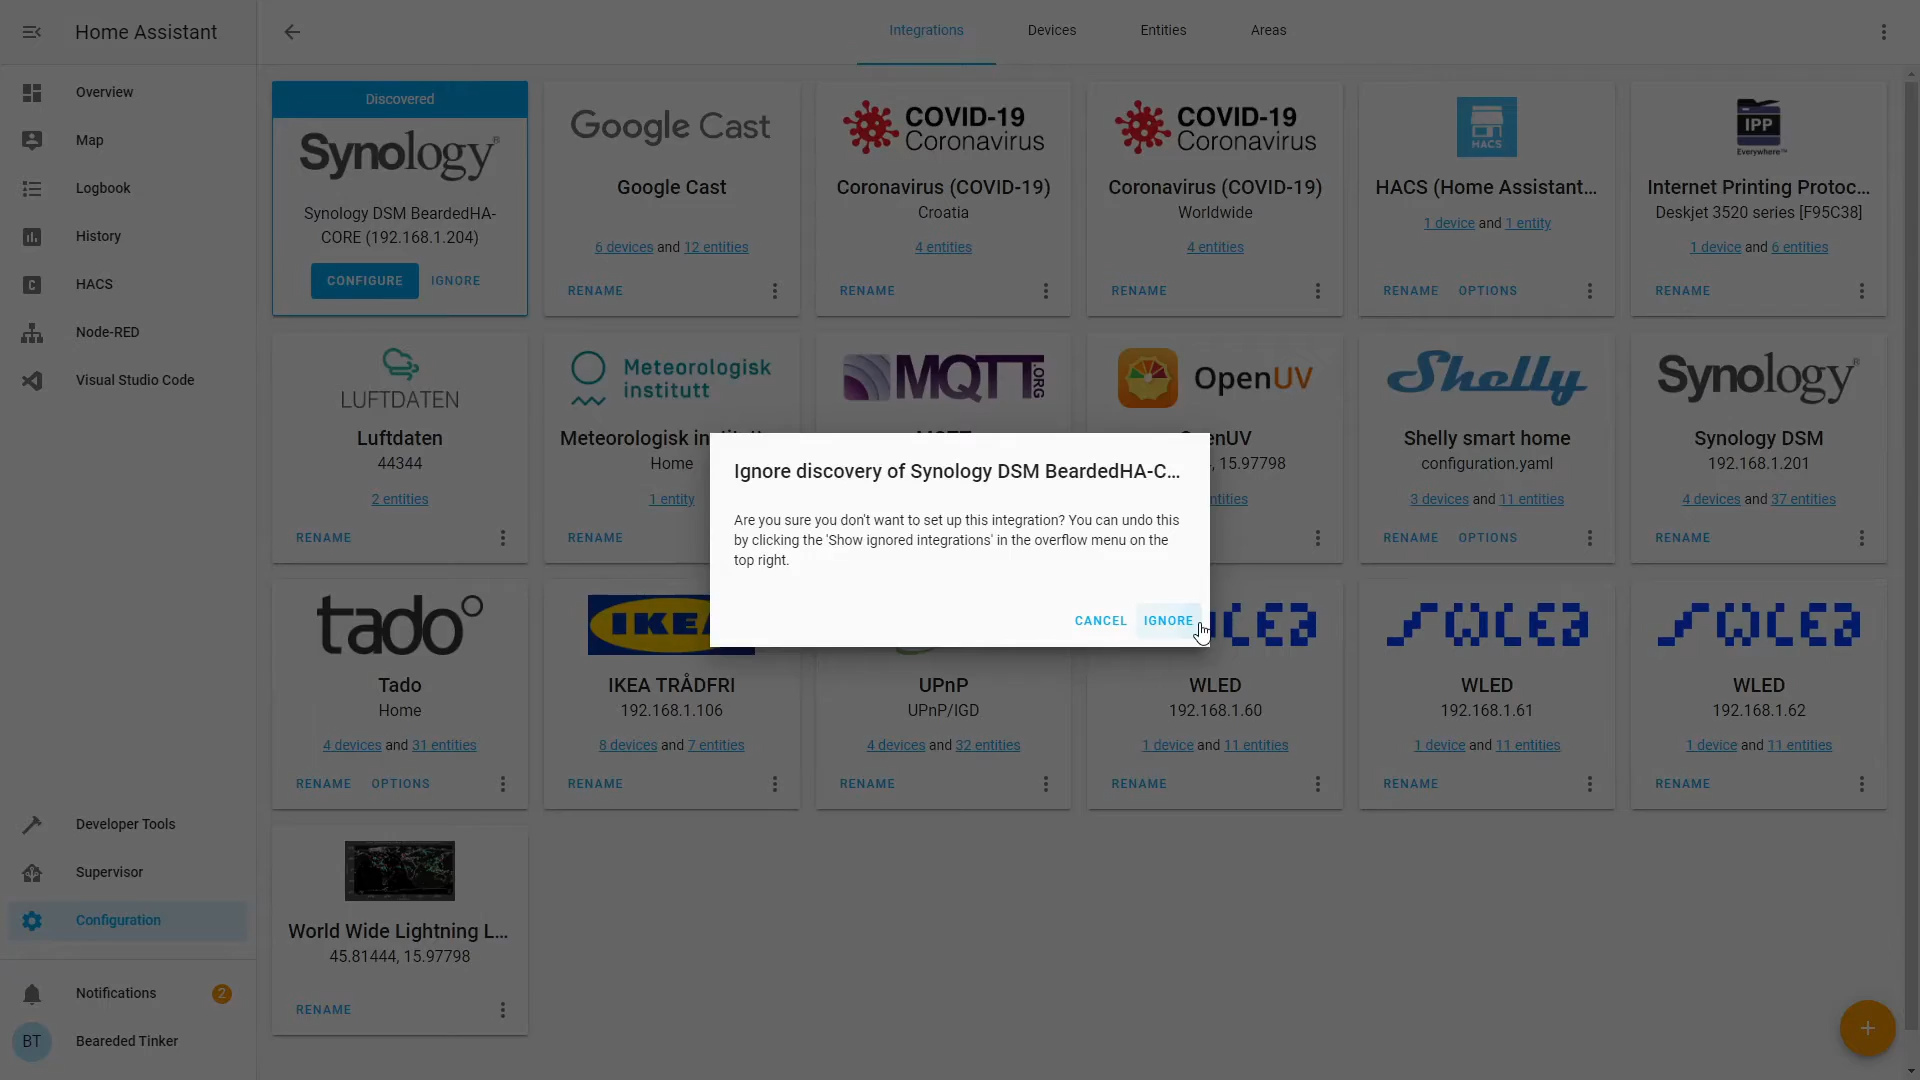 Home Assistant
Integrations
Devices
Entities
Areas
Overview
Map
Logbook
History
HACS
Node-RED
Visual Studio Code
Developer Tools
Supervisor
Configuration
Notifications
2
BT
Bearded Tinker
Discovered
Synology®
Synology DSM BeardedHA-
CORE (192.168.1.204)
CONFIGURE
IGNORE
Google Cast
Google Cast
6 devices and 12 entities
RENAME
COVID-19
Coronavirus
Coronavirus (COVID-19)
Croatia
4 entities
RENAME
COVID-19
Coronavirus
Coronavirus (COVID-19)
Worldwide
4 entities
RENAME
HACS
HACS (Home Assistant...
1 device and 1 entity
RENAME
OPTIONS
IPP
Everywhere™
Internet Printing Protoc...
Deskjet 3520 series [F95C38]
1 device and 6 entities
RENAME
LUFTDATEN
Luftdaten
44344
2 entities
RENAME
Meteorologisk
institutt
Meteorologisk in
Home
1 entity
RENAME
MQTT.ORG
OpenUV
enUV
, 15.97798
Shelly
Shelly smart home
configuration.yaml
3 devices and 11 entities
RENAME
OPTIONS
Synology®
Synology DSM
192.168.1.201
4 devices and 37 entities
RENAME
Ignore discovery of Synology DSM BeardedHA-C...
Are you sure you don't want to set up this integration? You can undo this
by clicking the 'Show ignored integrations' in the overflow menu on the
top right.
CANCEL
IGNORE
tado°
Tado
Home
4 devices and 31 entities
RENAME
OPTIONS
IKEA
IKEA TRÅDFRI
192.168.1.106
8 devices and 7 entities
RENAME
UPnP
UPnP/IGD
4 devices and 32 entities
RENAME
WLED
192.168.1.60
1 device and 11 entities
RENAME
WLED
WLED
192.168.1.61
1 device and 11 entities
RENAME
WLED
WLED
192.168.1.62
1 device and 11 entities
RENAME
World Wide Lightning L...
45.81444, 15.97798
RENAME